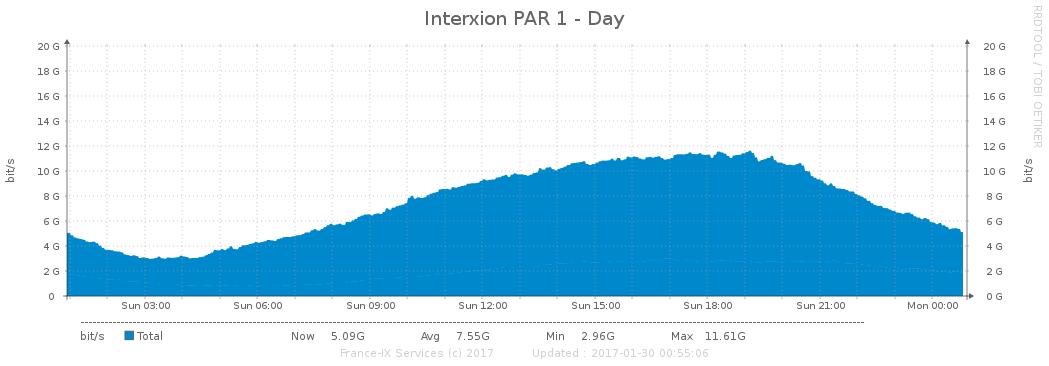 Interxion PAR 1 - Day
RRDTOOL / TOBI OETIKER
bit/s
bit/s
20 G 20 G
18 G 18 G
16 G 16 G
14 G 14 G
12 G 12 G
10 G 10 G
8 G 8 G
6 G 6 G
4 G 4 G
2 G 2 G
0 0 G
Sun 03:00 Sun 06:00 Sun 09:00 Sun 12:00 Sun 15:00 Sun 18:00 Sun 21:00 Mon 00:00
bit/s Total Now 5.09G Avg 7.55G Min 2.96G Max 11.61G
France-IX Services (c) 2017 Updated : 2017-01-30 00:55:06